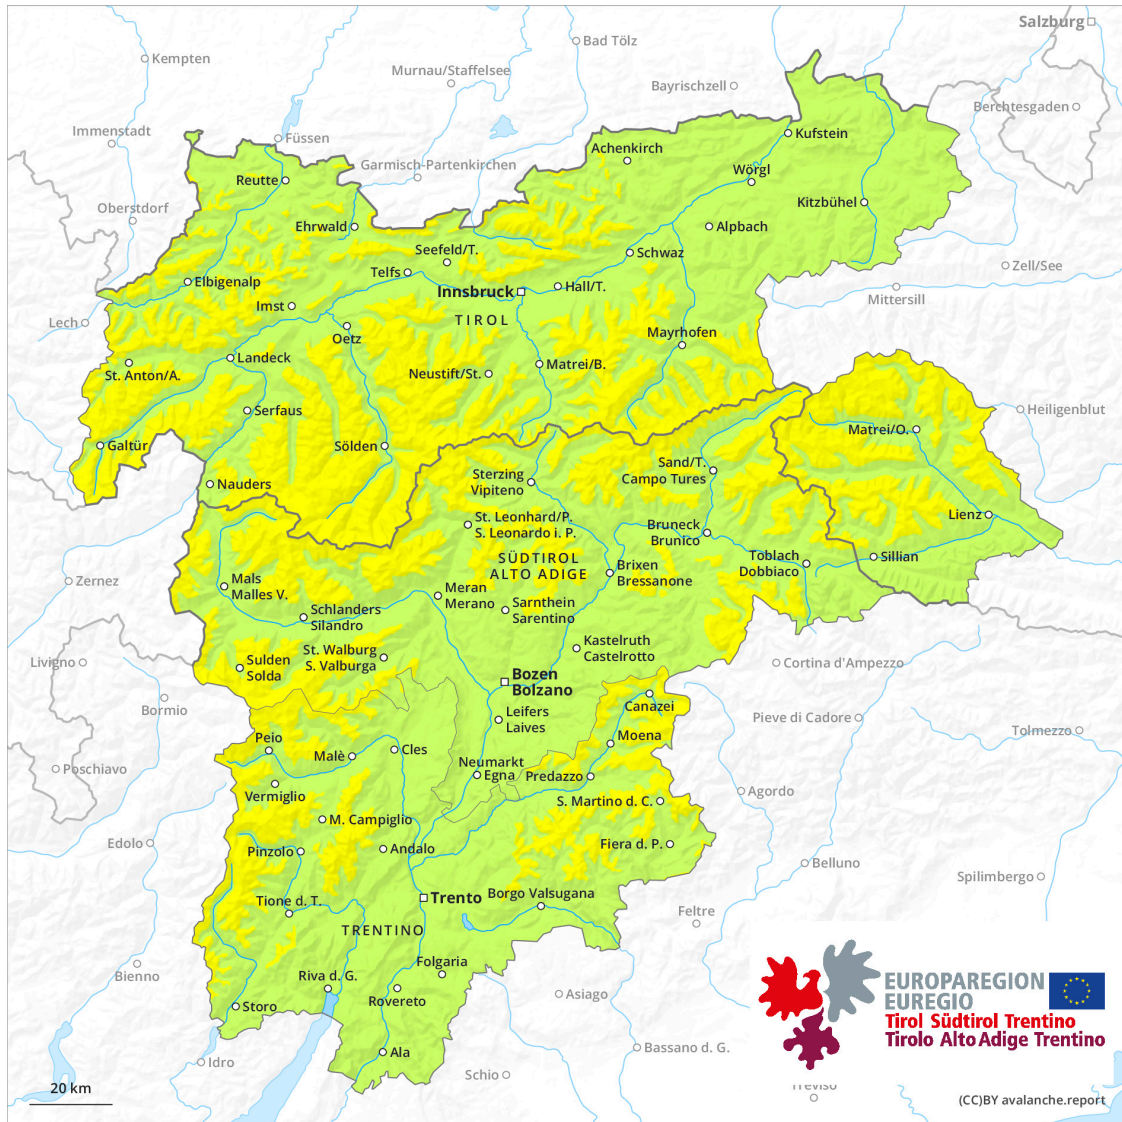 Salzburg
Bad Tölz
Kempten
Murnau/Staffelsee
Bayrischzell
Berchtesgaden
Immenstadt
Füssen
Kufstein
Achenkirch
Garmisch-Partenkirchen
Wörgl
Reutte
Oberstdorf
Kitzbühel
Ehrwald
Alpbach
Seefeld/T.
Schwaz
Zell/See
Telfs
Elbigenalp
Hall/T.
Innsbruck
Mittersill
Imst
TIROL
Lech
Oetz
Mayrhofen
Landeck
Matrei/B.
St. Anton/A.
Neustift/St.
Serfaus
Heiligenblut
Matrei/O.
Galtür
Sölden
Sand/T.
Campo Tures
Sterzing
Vipiteno
Nauders
Lienz
St. Leonhard/P.
S. Leonardo i. P.
Bruneck
Brunico
SÜDTIROL
ALTO ADIGE
Toblach
Dobbiaco
Sillian
Brixen
Bressanone
Zernez
Mals
Malles V.
Meran
Merano
Sarnthein
Sarentino
Schlanders
Silandro
Kastelruth
Castelrotto
St. Walburg
S. Valburga
Livigno
Sulden
Solda
Cortina d'Ampezzo
Bozen
Bolzano
Canazei
Bormio
Leifers
Laives
Pieve di Cadore
Tolmezzo
Peio
Moena
Cles
Malè
Neumarkt
Egna
Predazzo
Poschiavo
Agordo
Vermiglio
S. Martino d. C.
M. Campiglio
Edolo
Fiera d. P.
Pinzolo
Andalo
Belluno
Spilimbergo
Borgo Valsugana
Trento
Tione d. T.
Feltre
TRENTINO
Folgaria
Bienno
Riva d. G.
Asiago
Rovereto
Storo
EUROPAREGION
EUREGIO
Tirol Südtirol Trentino
Tirolo Alto Adige Trentino
Bassano d. G.
Ala
Idro
Schio
Treviso
20 km
(CC)BY avalanche.report